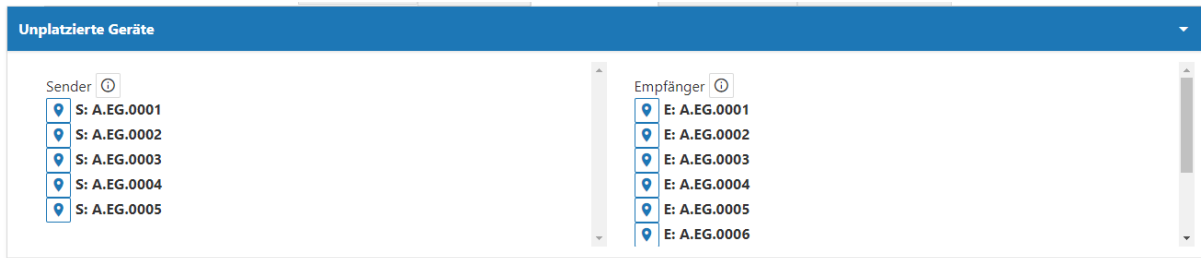 Unplatzierte Geräte
Sender
S: A.EG.0001
S: A.EG.0002
S: A.EG.0003
S: A.EG.0004
S: A.EG.0005
Empfänger
E: A.EG.0001
E: A.EG.0002
E: A.EG.0003
E: A.EG.0004
E: A.EG.0005
E: A.EG.0006